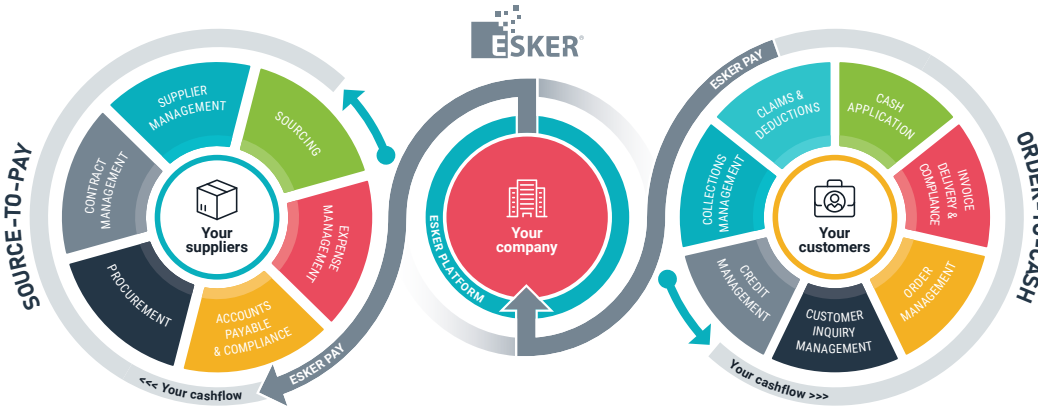 ESKER®
SOURCE-TO-PAY
SUPPLIER
MANAGEMENT
SOURCING
EXPENSE
MANAGEMENT
ACCOUNTS
PAYABLE
& COMPLIANCE
PROCUREMENT
CONTRACT
MANAGEMENT
Your
suppliers
<<< Your cashflow
ESKER PAY
ESKER PLATFORM
Your
company
ESKER PAY
CLAIMS &
DEDUCTIONS
CASH
APPLICATION
INVOICE
DELIVERY &
COMPLIANCE
ORDER
MANAGEMENT
CUSTOMER
INQUIRY
MANAGEMENT
CREDIT
MANAGEMENT
COLLECTIONS
MANAGEMENT
Your
customers
Your cashflow >>>
ORDER-TO-CASH